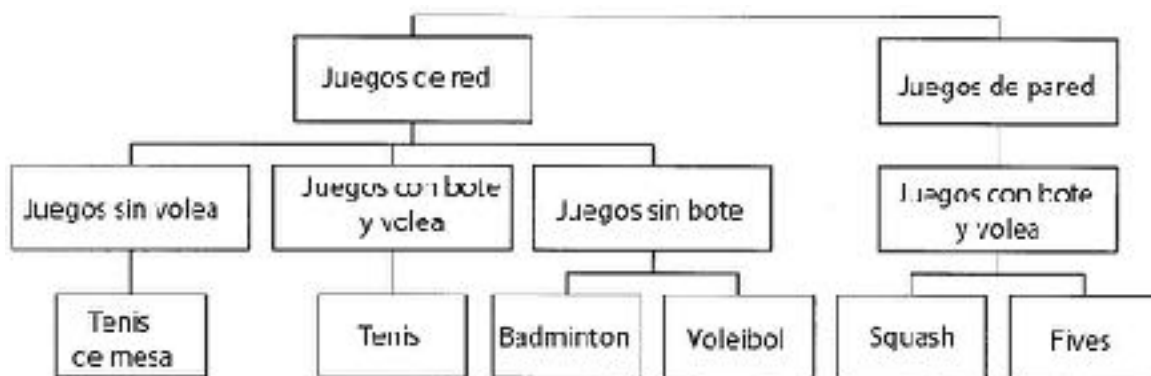 Juegos de red
Juegos de pared
Juegos sin volea
Juegos con bote
y volea
Juegos sin bote
Juegos con bote
y volea
Tenis
de mesa
Tenis
Badminton
Voleibol
Squash
Fives